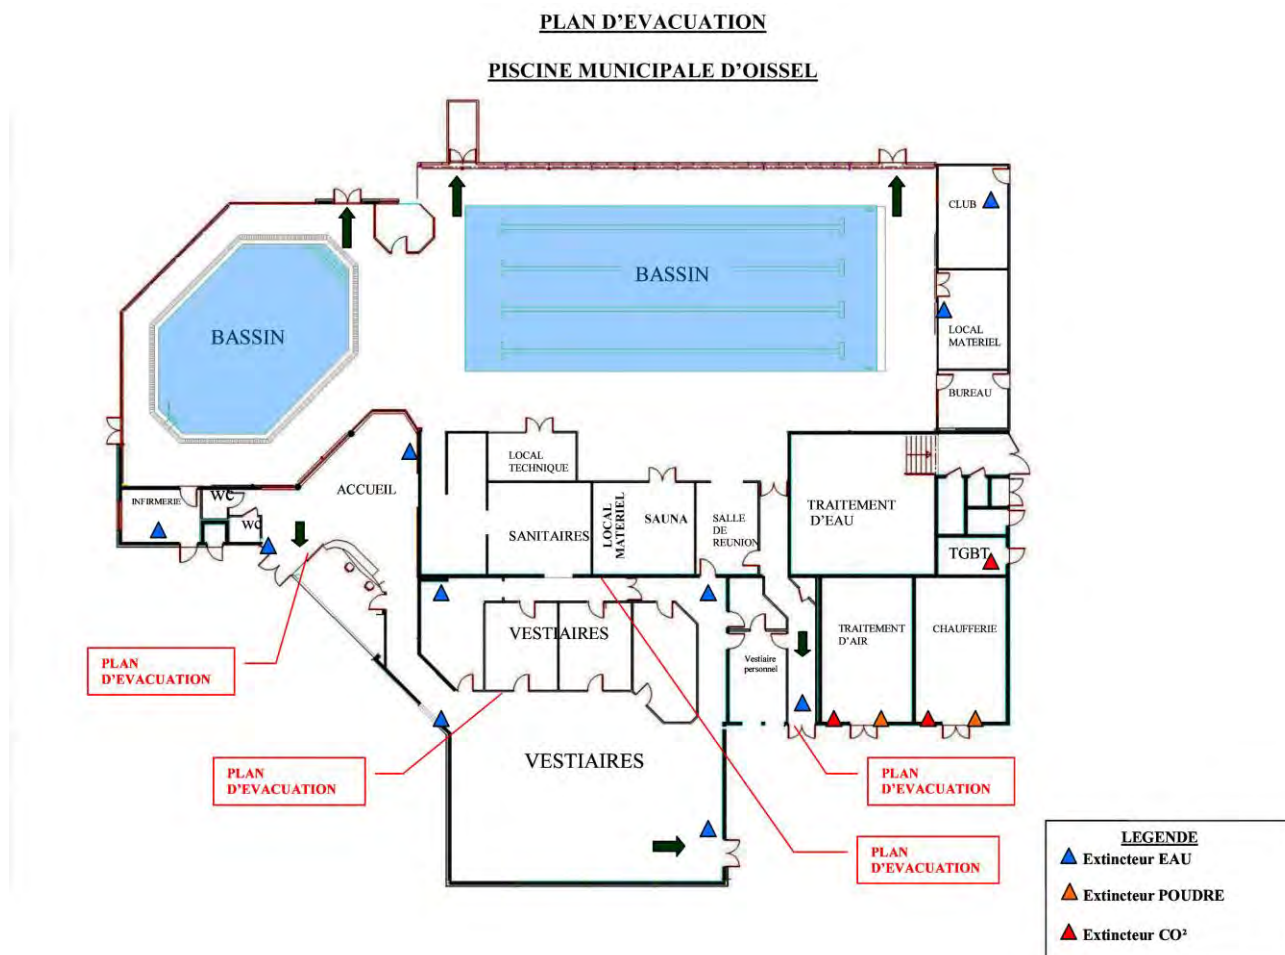 PLAN D'EVACUATION
PISCINE MUNICIPALE D'OISSEL
CLUB
BASSIN
BASSIN
LOCAL
MATERIEL
BUREAU
LOCAL
TECHNIQUE
ACCUEIL
INFIRMERIE
WC
WC
SANITAIRES
LOCAL
MATERIEL
SAUNA
SALLE
DE
REUNION
TRAITEMENT
D'EAU
TGBT
VESTIAIRES
TRAITEMENT
D'AIR
CHAUFFERIE
Vestiaire
personnel
PLAN
D'EVACUATION
VESTIAIRES
PLAN
D'EVACUATION
PLAN
D'EVACUATION
PLAN
D'EVACUATION
LEGENDE
Extincteur EAU
Extincteur POUDRE
Extincteur CO²